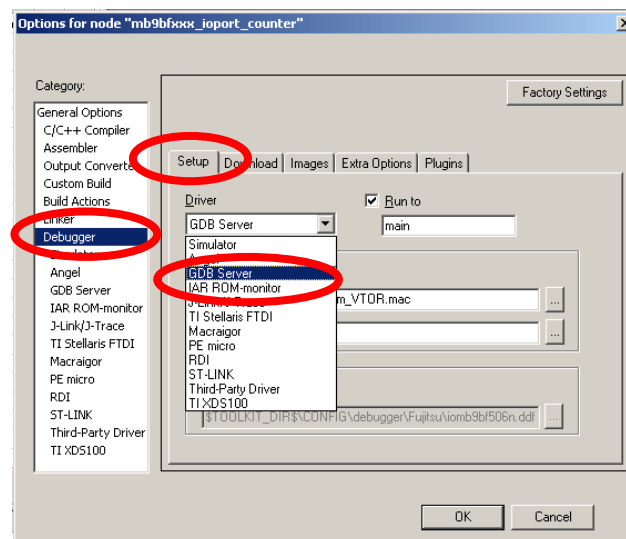 Options for node "mb9bfxxx_ioport_counter"
Category:
Factory Settings
General Options
C/C++ Compiler
Assembler
Output Converte
Custom Build
Build Actions
Linker
Debugger
Simulator
Angel
GDB Server
IAR ROM-monitor
J-Link/J-Trace
TI Stellaris FTDI
Macraigor
PE micro
RDI
ST-LINK
Third-Party Driver
TI XDS100
Setup Download Images Extra Options Plugins
Driver
Run to
GDB Server
main
Simulator
Angel
GDB Server
IAR ROM-monitor
J-Link/J-Trace
TI Stellaris FTDI
Macraigor
PE micro
RDI
ST-LINK
Third-Party Driver
TI XDS100
m_VTOR.mac
...
...
$TOOLKIT_DIR$\CONFIG\debugger\Fujitsu\iomb9bf506n.ddf
...
OK Cancel